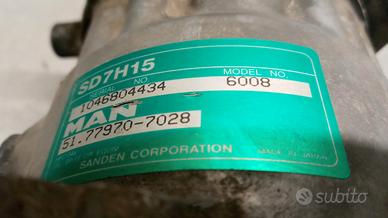 SD7H15
SERIAL NO.
MODEL NO.
1046804434
6008
MAN
51.77970-7028
SANDEN CORPORATION
MADE IN JAPAN
subito